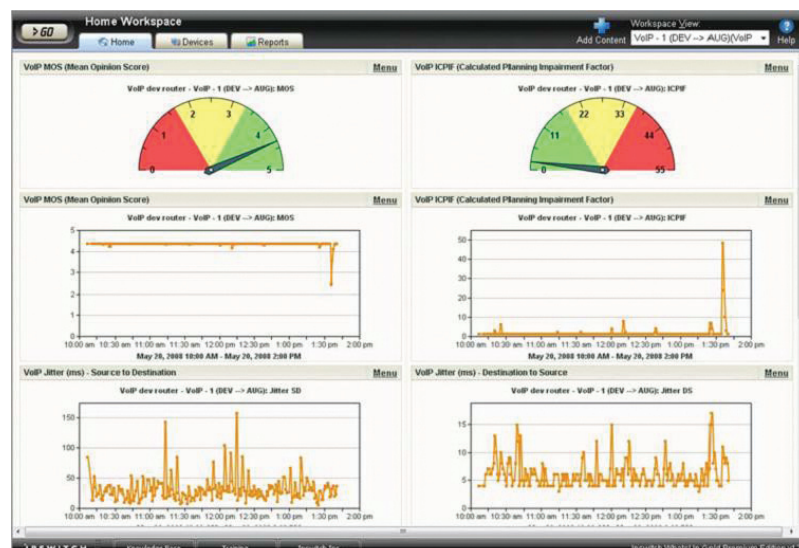 >GO
Home Workspace
Home
Devices
Reports
Add Content
Workspace View:
VoIP - 1 (DEV --> AUG)(VoIP
Help
VoIP MOS (Mean Opinion Score)
Menu
VoIP dev router - VoIP - 1 (DEV --> AUG): MOS
0
1
2
3
4
5
VoIP ICPIF (Calculated Planning Impairment Factor)
Menu
VoIP dev router - VoIP - 1 (DEV --> AUG): ICPIF
0
11
22
33
44
55
VoIP MOS (Mean Opinion Score)
Menu
VoIP dev router - VoIP - 1 (DEV --> AUG): MOS
5
4
3
2
1
0
10:00 am 10:30 am 11:00 am 11:30 am 12:00 pm 12:30 pm 1:00 pm 1:30 pm 2:00 pm
May 20, 2008 10:00 AM - May 20, 2008 2:00 PM
VoIP ICPIF (Calculated Planning Impairment Factor)
Menu
VoIP dev router - VoIP - 1 (DEV --> AUG): ICPIF
50
40
30
20
10
0
10:00 am 10:30 am 11:00 am 11:30 am 12:00 pm 12:30 pm 1:00 pm 1:30 pm 2:00 pm
May 20, 2008 10:00 AM - May 20, 2008 2:00 PM
VoIP Jitter (ms) - Source to Destination
Menu
VoIP dev router - VoIP - 1 (DEV --> AUG): Jitter SD
150
100
50
0
10:00 am 10:30 am 11:00 am 11:30 am 12:00 pm 12:30 pm 1:00 pm 1:30 pm 2:00 pm
VoIP Jitter (ms) - Destination to Source
Menu
VoIP dev router - VoIP - 1 (DEV --> AUG): Jitter DS
15
10
5
0
10:00 am 10:30 am 11:00 am 11:30 am 12:00 pm 12:30 pm 1:00 pm 1:30 pm 2:00 pm